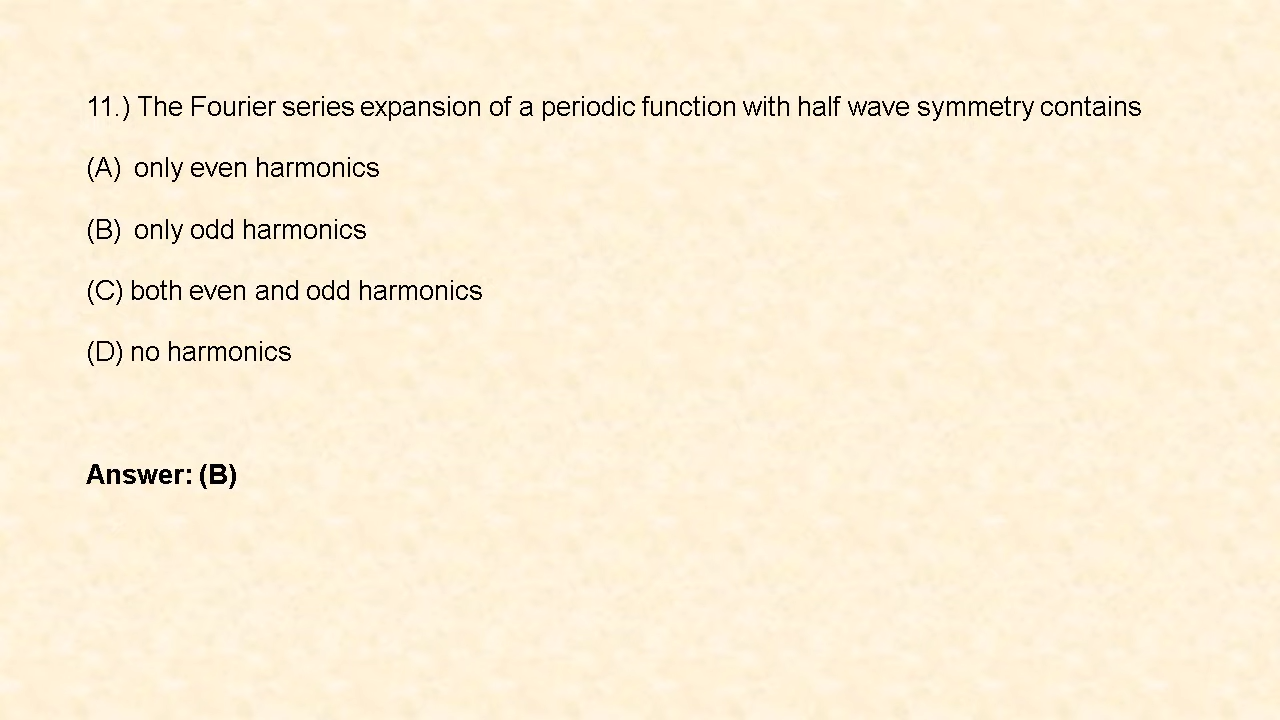 11.) The Fourier series expansion of a periodic function with half wave symmetry contains
(A) only even harmonics
(B) only odd harmonics
(C) both even and odd harmonics
(D) no harmonics
Answer: (B)